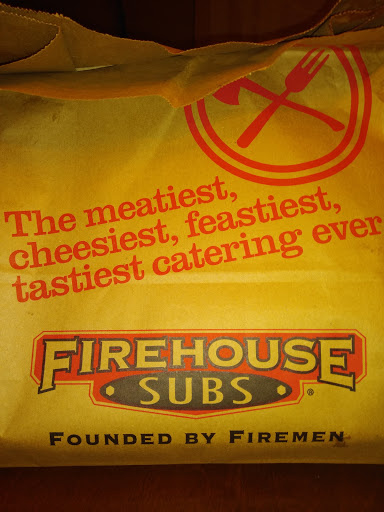 The meatiest,
cheesiest, feastiest,
tastiest catering ever
FIREHOUSE
SUBS ®
FOUNDED BY FIREMEN